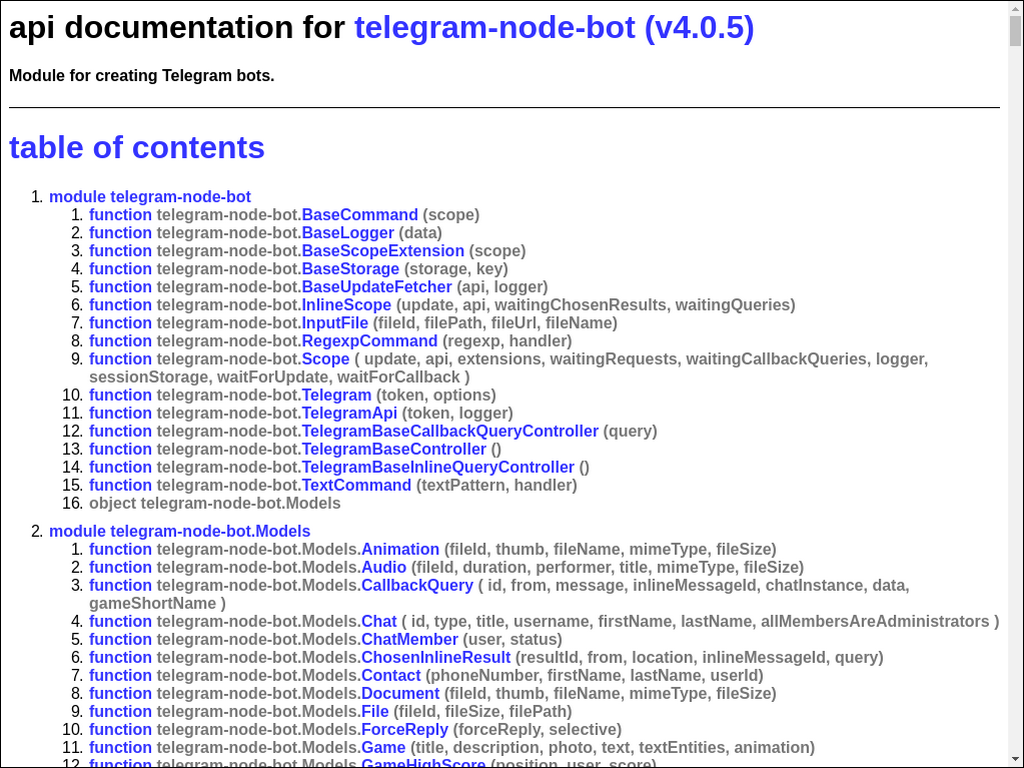 api documentation for telegram-node-bot (v4.0.5)
Module for creating Telegram bots.
table of contents
1. module telegram-node-bot
1. function telegram-node-bot.BaseCommand (scope)
2. function telegram-node-bot.BaseLogger (data)
3. function telegram-node-bot.BaseScopeExtension (scope)
4. function telegram-node-bot.BaseStorage (storage, key)
5. function telegram-node-bot.BaseUpdateFetcher (api, logger)
6. function telegram-node-bot.InlineScope (update, api, waitingChosenResults, waitingQueries)
7. function telegram-node-bot.InputFile (fileId, filePath, fileUrl, fileName)
8. function telegram-node-bot.RegexpCommand (regexp, handler)
9. function telegram-node-bot.Scope ( update, api, extensions, waitingRequests, waitingCallbackQueries, logger,
sessionStorage, waitForUpdate, waitForCallback )
10. function telegram-node-bot.Telegram (token, options)
11. function telegram-node-bot.TelegramApi (token, logger)
12. function telegram-node-bot.TelegramBaseCallbackQueryController (query)
13. function telegram-node-bot.TelegramBaseController ()
14. function telegram-node-bot.TelegramBaseInlineQueryController ()
15. function telegram-node-bot.TextCommand (textPattern, handler)
16. object telegram-node-bot.Models
2. module telegram-node-bot.Models
1. function telegram-node-bot.Models.Animation (fileId, thumb, fileName, mimeType, fileSize)
2. function telegram-node-bot.Models.Audio (fileId, duration, performer, title, mimeType, fileSize)
3. function telegram-node-bot.Models.CallbackQuery ( id, from, message, inlineMessageId, chatInstance, data,
gameShortName )
4. function telegram-node-bot.Models.Chat ( id, type, title, username, firstName, lastName, allMembersAreAdministrators )
5. function telegram-node-bot.Models.ChatMember (user, status)
6. function telegram-node-bot.Models.ChosenInlineResult (resultId, from, location, inlineMessageId, query)
7. function telegram-node-bot.Models.Contact (phoneNumber, firstName, lastName, userId)
8. function telegram-node-bot.Models.Document (fileId, thumb, fileName, mimeType, fileSize)
9. function telegram-node-bot.Models.File (fileId, fileSize, filePath)
10. function telegram-node-bot.Models.ForceReply (forceReply, selective)
11. function telegram-node-bot.Models.Game (title, description, photo, text, textEntities, animation)
12. function telegram-node-bot.Models.GameHighScore (position, user, score)